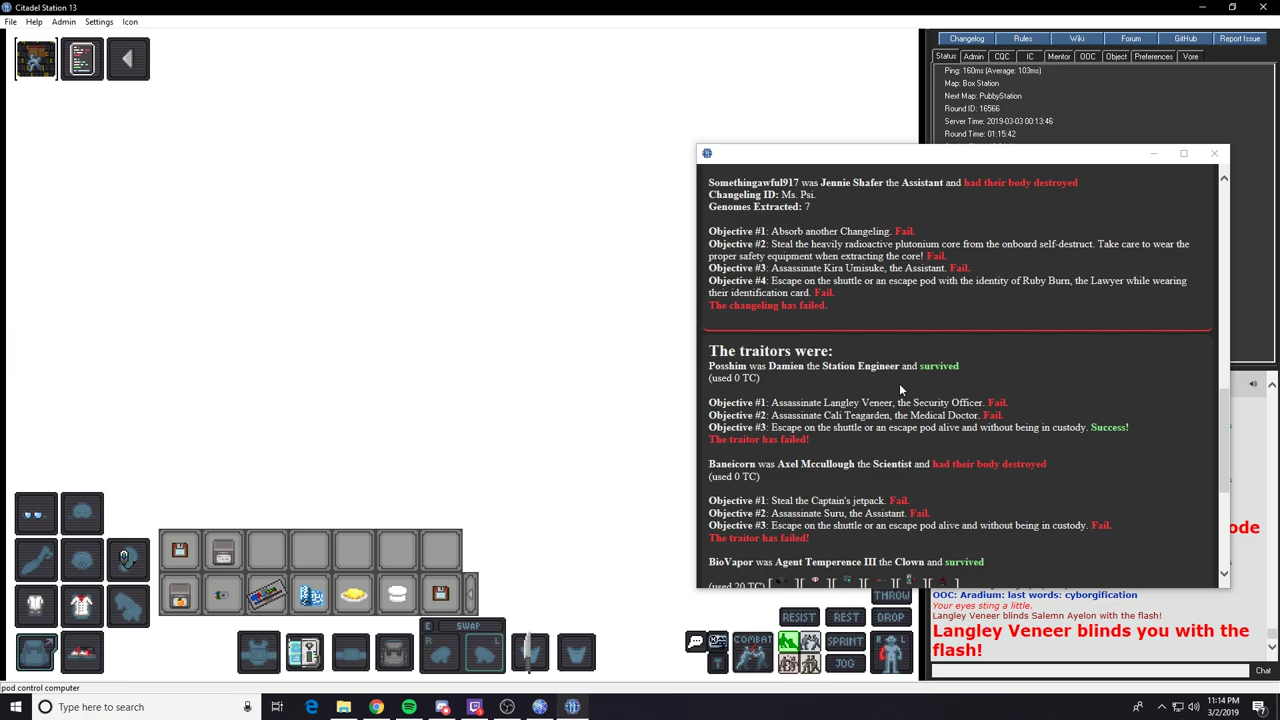 Citadel Station 13
File Help Admin Settings Icon
Changelog Rules Wiki Forum GitHub Report Issue
Status Admin CQC IC Mentor OOC Object Preferences Vore
Ping: 160ms (Average: 103ms)
Map: Box Station
Next Map: PubbyStation
Round ID: 16566
Server Time: 2019-03-03 00:13:46
Round Time: 01:15:42
Somethingawful917 was Jennie Shafer the Assistant and had their body destroyed
Changeling ID: Ms. Psi.
Genomes Extracted: 7
Objective #1: Absorb another Changeling. Fail.
Objective #2: Steal the heavily radioactive plutonium core from the onboard self-destruct. Take care to wear the
proper safety equipment when extracting the core! Fail.
Objective #3: Assassinate Kira Umisuke, the Assistant. Fail.
Objective #4: Escape on the shuttle or an escape pod with the identity of Ruby Burn, the Lawyer while wearing
their identification card. Fail.
The changeling has failed.
The traitors were:
Posshim was Damien the Station Engineer and survived
(used 0 TC)
Objective #1: Assassinate Langley Veneer, the Security Officer. Fail.
Objective #2: Assassinate Cali Teagarden, the Medical Doctor. Fail.
Objective #3: Escape on the shuttle or an escape pod alive and without being in custody. Success!
The traitor has failed!
Baneicorn was Axel Mccullough the Scientist and had their body destroyed
(used 0 TC)
Objective #1: Steal the Captain's jetpack. Fail.
Objective #2: Assassinate Suru, the Assistant. Fail.
Objective #3: Escape on the shuttle or an escape pod alive and without being in custody. Fail.
The traitor has failed!
BioVapor was Agent Temperence III the Clown and survived
(used 20 TC) [ ] [ ] [ ] [ ] [ ] [ ]
ode
OOC: Aradium: last words: cyborgification
Your eyes sting a little.
Langley Veneer blinds Salemn Ayelon with the flash!
Langley Veneer blinds you with the
flash!
Chat
E SWAP
R L
RESIST REST DROP THROW
COMBAT SPRINT JOG
L
pod control computer
Type here to search
11:14 PM
3/2/2019
7